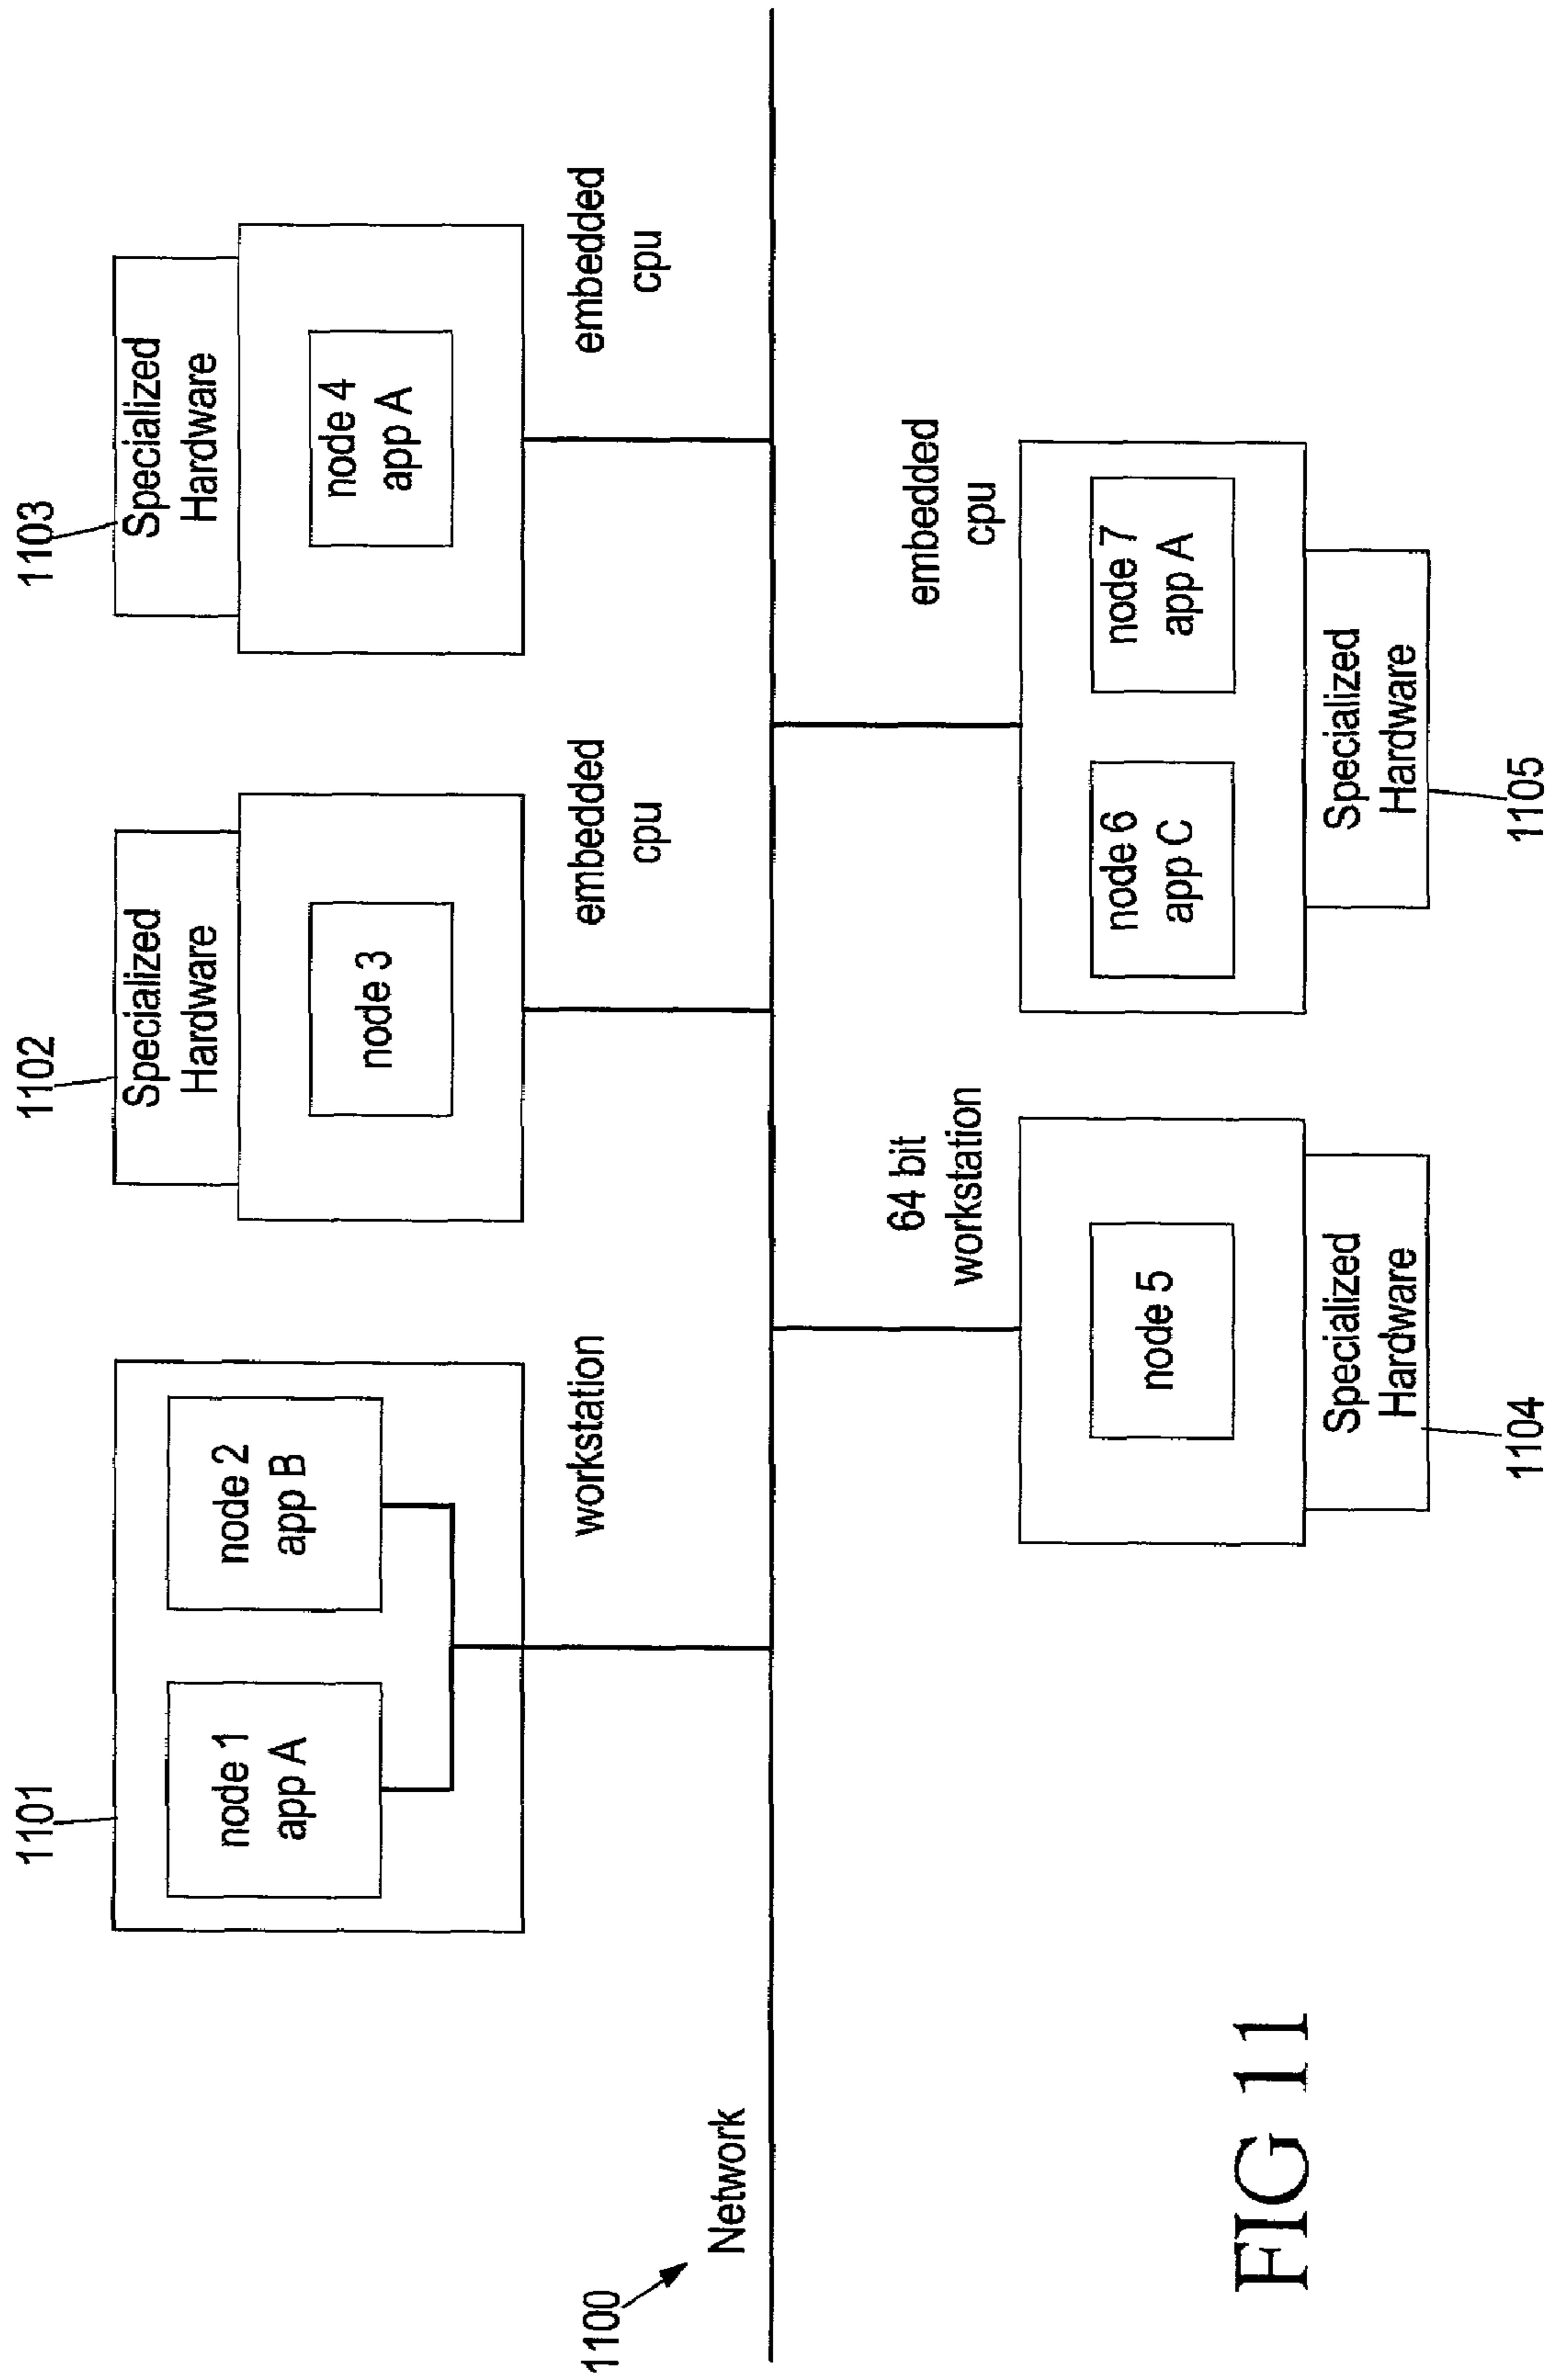 1101
node 1
app A
node 2
app B
workstation
1102
Specialized
Hardware
node 3
embedded
cpu
1103
Specialized
Hardware
node 4
app A
embedded
cpu
1100
Network
64 bit
workstation
node 5
Specialized
Hardware
1104
embedded
cpu
node 6
app C
node 7
app A
Specialized
Hardware
1105
FIG 11